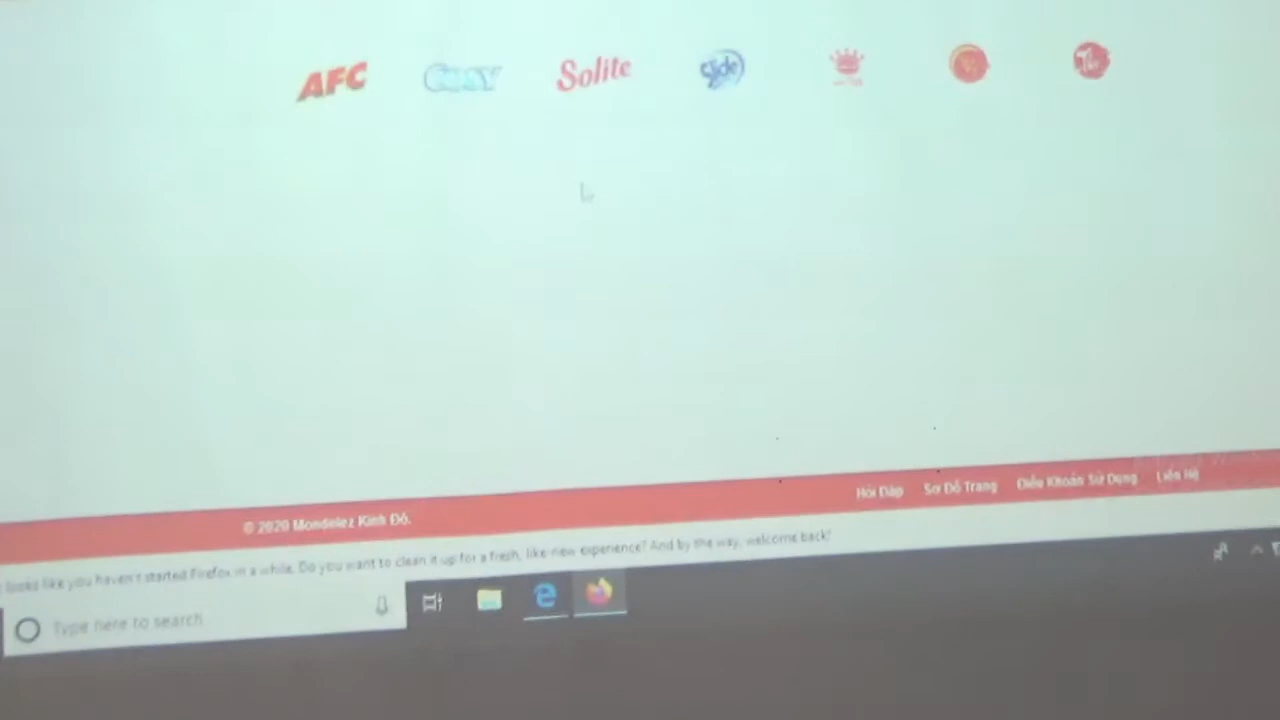 AFC
COSY
Solite
Slide
© 2020 Mondelez Kinh Đô.
Hỏi Đáp
Sơ Đồ Trang
Điều Khoản Sử Dụng
Liên Hệ
looks like you haven't started Firefox in a while. Do you want to clean it up for a fresh, like-new experience? And by the way, welcome back!
Type here to search